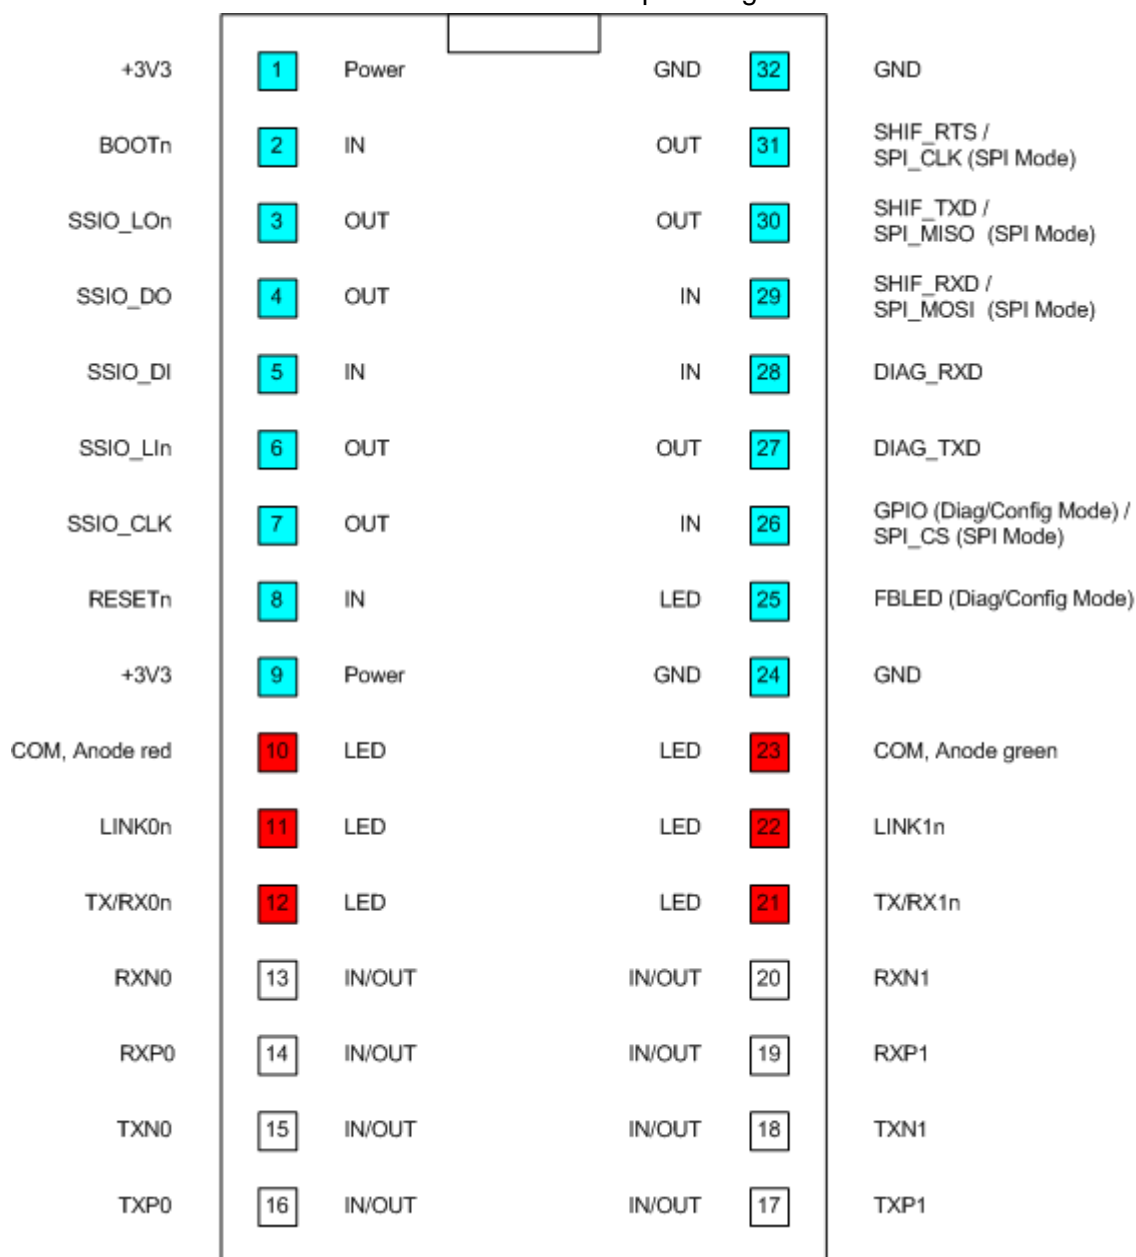 +3V3 1 Power GND 32 GND
BOOTn 2 IN OUT 31 SHIF_RTS /
SPI_CLK (SPI Mode)
SSIO_LOn 3 OUT OUT 30 SHIF_TXD /
SPI_MISO (SPI Mode)
SSIO_DO 4 OUT IN 29 SHIF_RXD /
SPI_MOSI (SPI Mode)
SSIO_DI 5 IN IN 28 DIAG_RXD
SSIO_LIn 6 OUT OUT 27 DIAG_TXD
SSIO_CLK 7 OUT IN 26 GPIO (Diag/Config Mode) /
SPI_CS (SPI Mode)
RESETn 8 IN LED 25 FBLED (Diag/Config Mode)
+3V3 9 Power GND 24 GND
COM, Anode red 10 LED LED 23 COM, Anode green
LINK0n 11 LED LED 22 LINK1n
TX/RX0n 12 LED LED 21 TX/RX1n
RXN0 13 IN/OUT IN/OUT 20 RXN1
RXP0 14 IN/OUT IN/OUT 19 RXP1
TXN0 15 IN/OUT IN/OUT 18 TXN1
TXP0 16 IN/OUT IN/OUT 17 TXP1